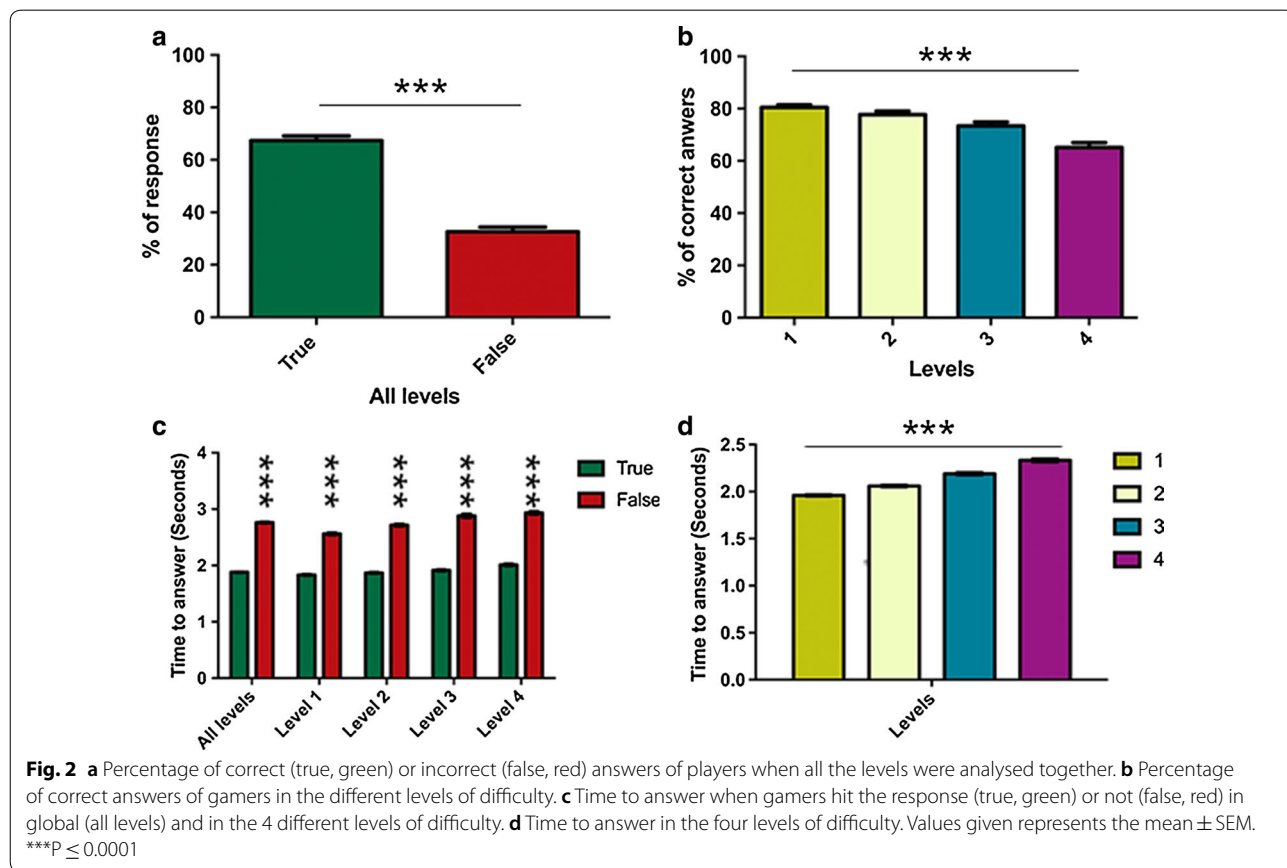 a
100
80
60
40
20
0
% of response
***
True
False
All levels
b
100
80
60
40
20
0
% of correct anwers
***
1
2
3
4
Levels
c
4
3
2
1
0
Time to answer (Seconds)
***
***
***
***
***
True
False
All levels
Level 1
Level 2
Level 3
Level 4
d
2.5
2.0
1.5
1.0
0.5
0.0
Time to answer (Seconds)
***
1
2
3
4
Levels
Fig. 2 a Percentage of correct (true, green) or incorrect (false, red) answers of players when all the levels were analysed together. b Percentage
of correct answers of gamers in the different levels of difficulty. c Time to answer when gamers hit the response (true, green) or not (false, red) in
global (all levels) and in the 4 different levels of difficulty. d Time to answer in the four levels of difficulty. Values given represents the mean ± SEM.
***P ≤ 0.0001